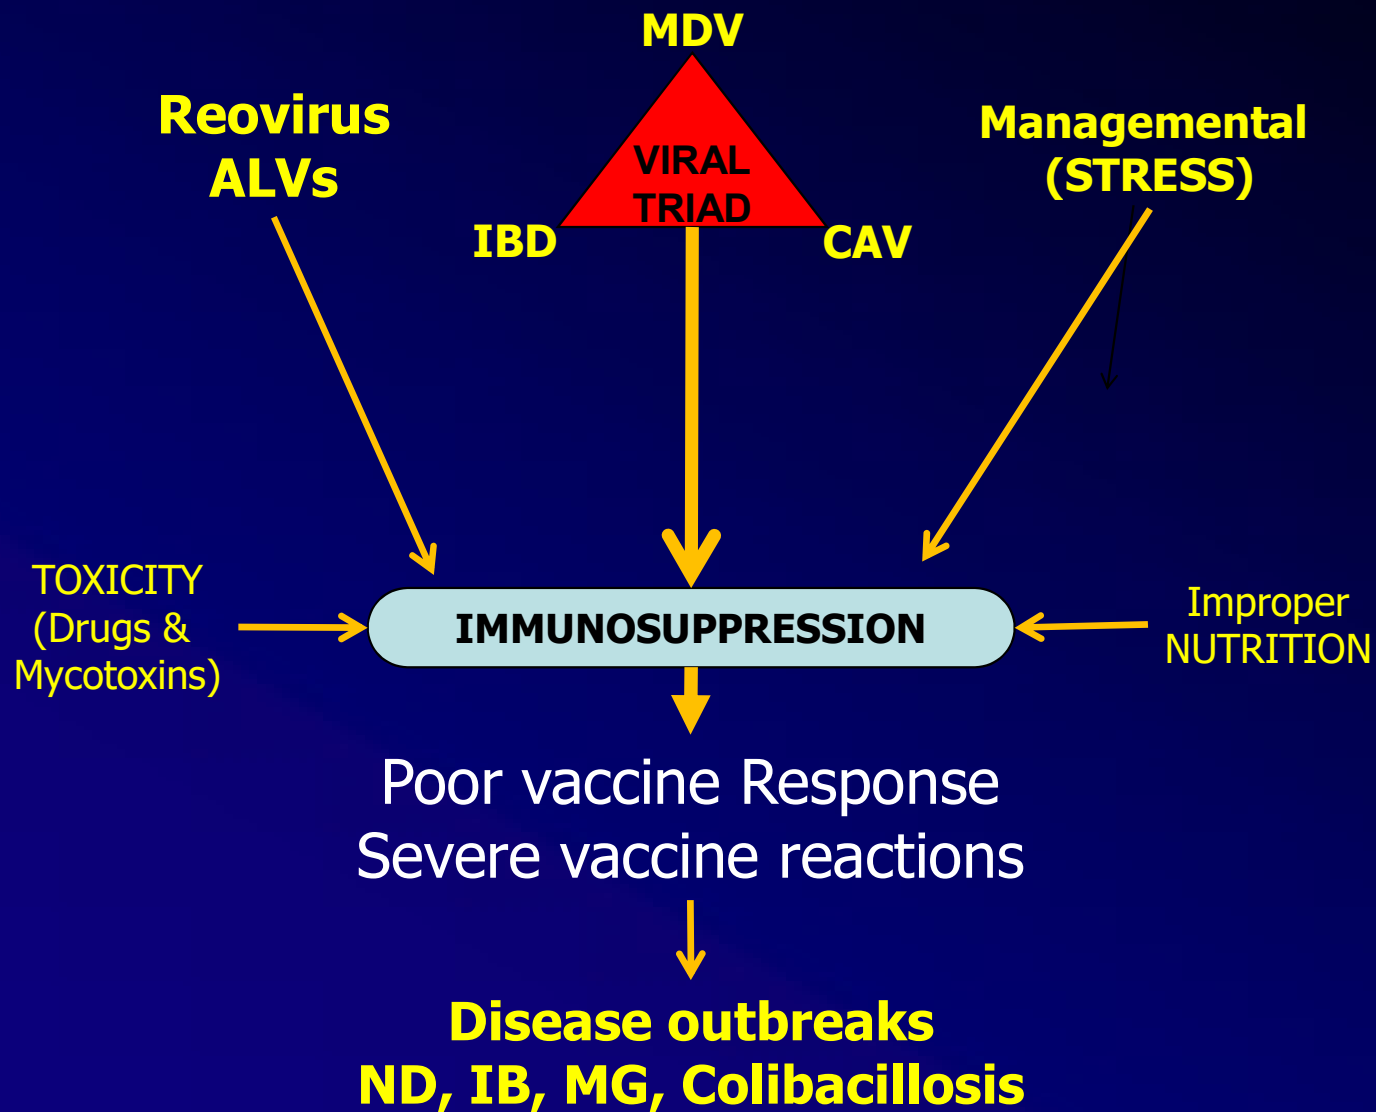 MDV
Reovirus
ALVs
VIRAL
TRIAD
IBD
CAV
Managemental
(STRESS)
TOXICITY
(Drugs &
Mycotoxins)
IMMUNOSUPPRESSION
Improper
NUTRITION
Poor vaccine Response
Severe vaccine reactions
Disease outbreaks
ND, IB, MG, Colibacillosis